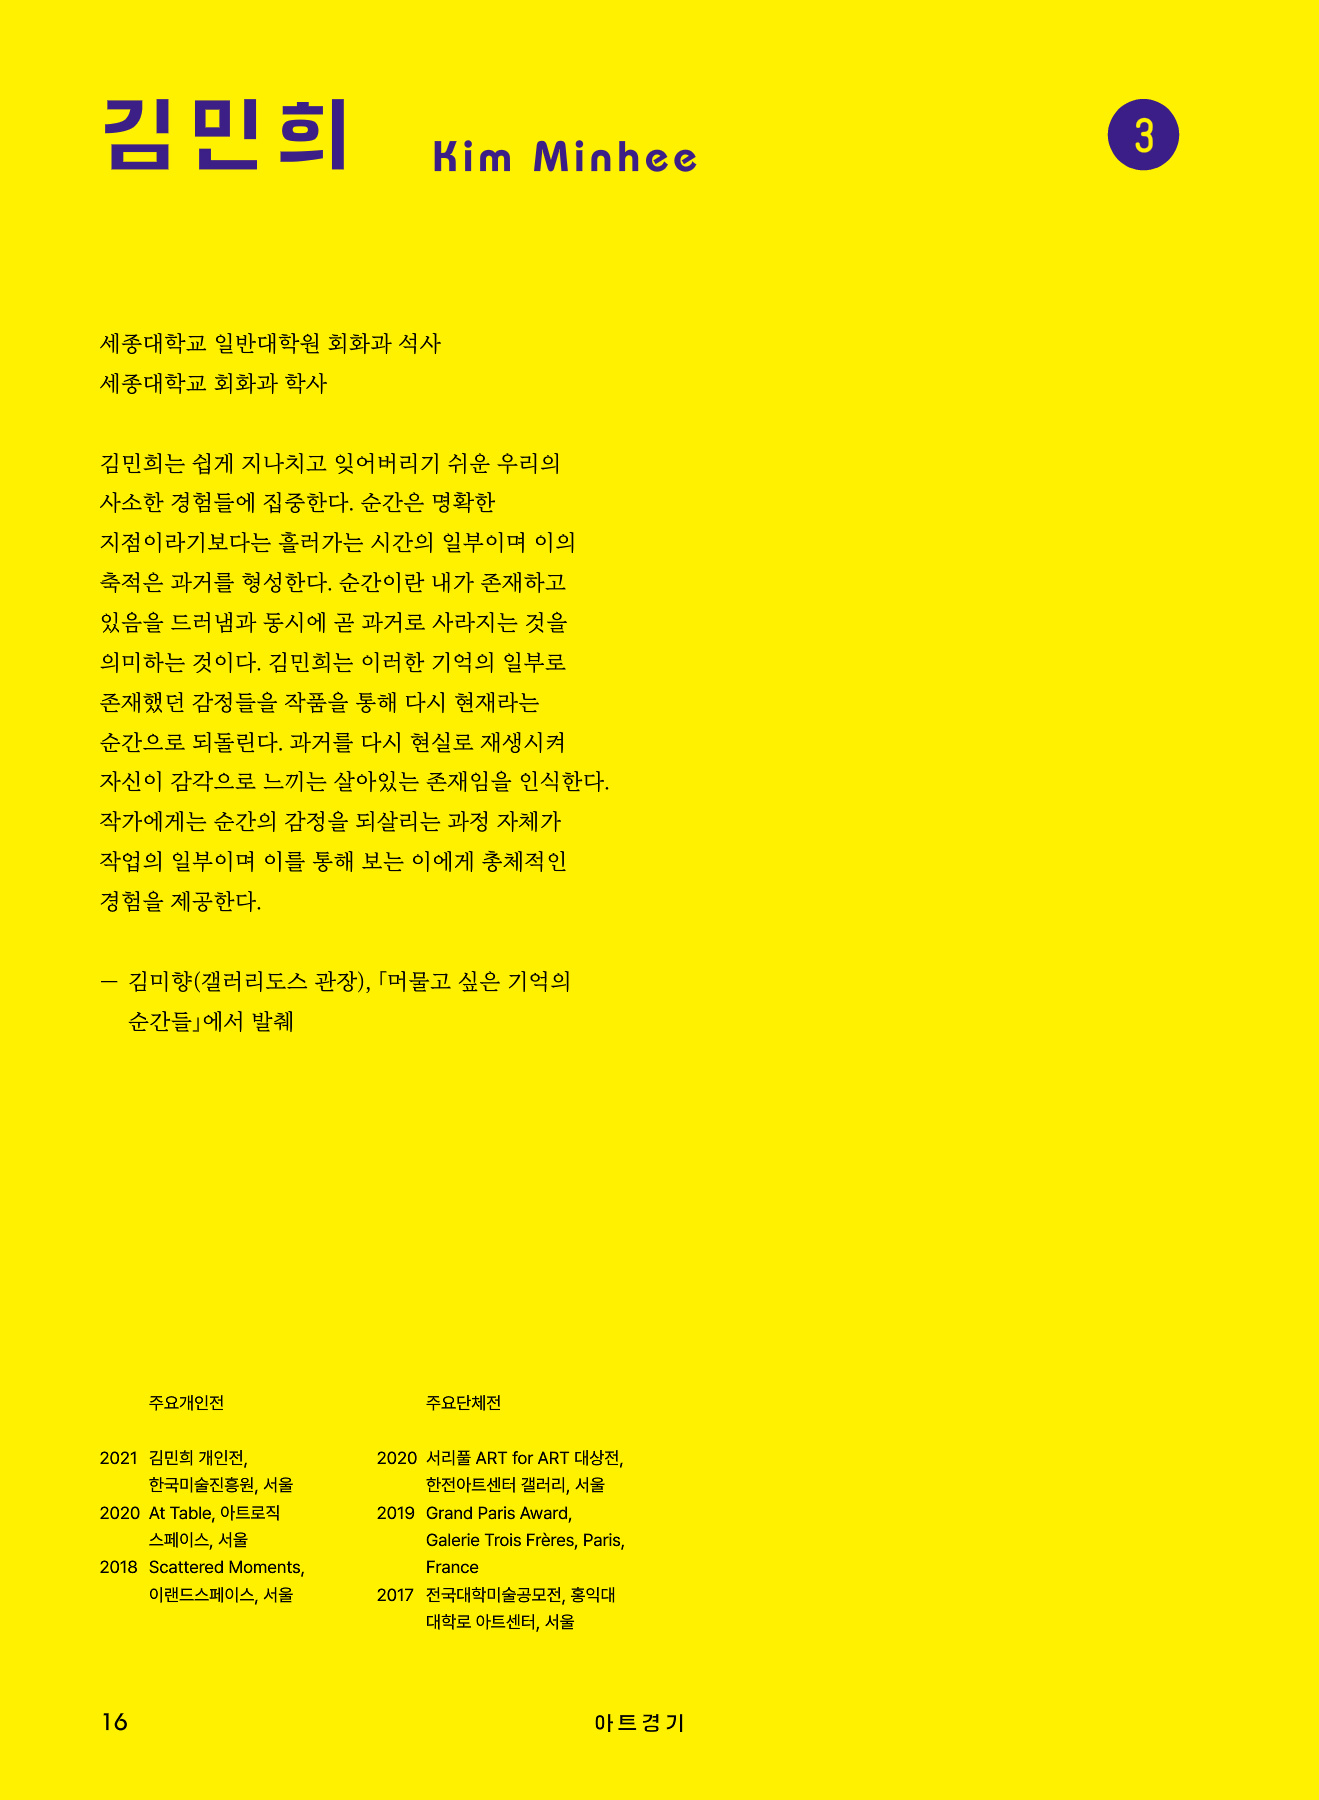 김민희 Kim Minhee 3
세종대학교 일반대학원 회화과 석사
세종대학교 회화과 학사
김민희는 쉽게 지나치고 잊어버리기 쉬운 우리의
사소한 경험들에 집중한다. 순간은 명확한
지점이라기보다는 흘러가는 시간의 일부이며 이의
축적은 과거를 형성한다. 순간이란 내가 존재하고
있음을 드러냄과 동시에 곧 과거로 사라지는 것을
의미하는 것이다. 김민희는 이러한 기억의 일부로
존재했던 감정들을 작품을 통해 다시 현재라는
순간으로 되돌린다. 과거를 다시 현실로 재생시켜
자신이 감각으로 느끼는 살아있는 존재임을 인식한다.
작가에게는 순간의 감정을 되살리는 과정 자체가
작업의 일부이며 이를 통해 보는 이에게 총체적인
경험을 제공한다.
— 김미향(갤러리도스 관장), 「머물고 싶은 기억의
순간들」에서 발췌
주요개인전
2021 김민희 개인전,
한국미술진흥원, 서울
2020 At Table, 아트로직
스페이스, 서울
2018 Scattered Moments,
이랜드스페이스, 서울
주요단체전
2020 서리풀 ART for ART 대상전,
한전아트센터 갤러리, 서울
2019 Grand Paris Award,
Galerie Trois Frères, Paris,
France
2017 전국대학미술공모전, 홍익대
대학로 아트센터, 서울
16 아트경기